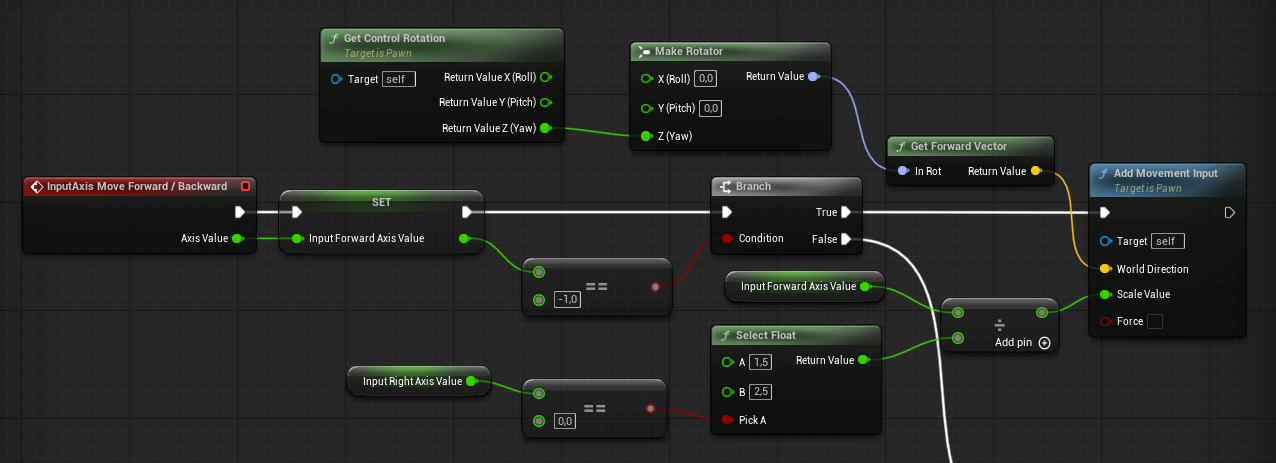 Get Control Rotation
Target is Pawn
Target self
Return Value X (Roll)
Return Value Y (Pitch)
Return Value Z (Yaw)
Make Rotator
X (Roll) 0,0
Return Value
Y (Pitch) 0,0
Z (Yaw)
Get Forward Vector
In Rot
Return Value
InputAxis Move Forward / Backward
Axis Value
SET
Input Forward Axis Value
==
-1,0
Branch
True
Condition
False
Add Movement Input
Target is Pawn
Target self
World Direction
Scale Value
Force
Input Forward Axis Value
÷
Add pin
Select Float
A 1,5
Return Value
B 2,5
Pick A
Input Right Axis Value
==
0,0